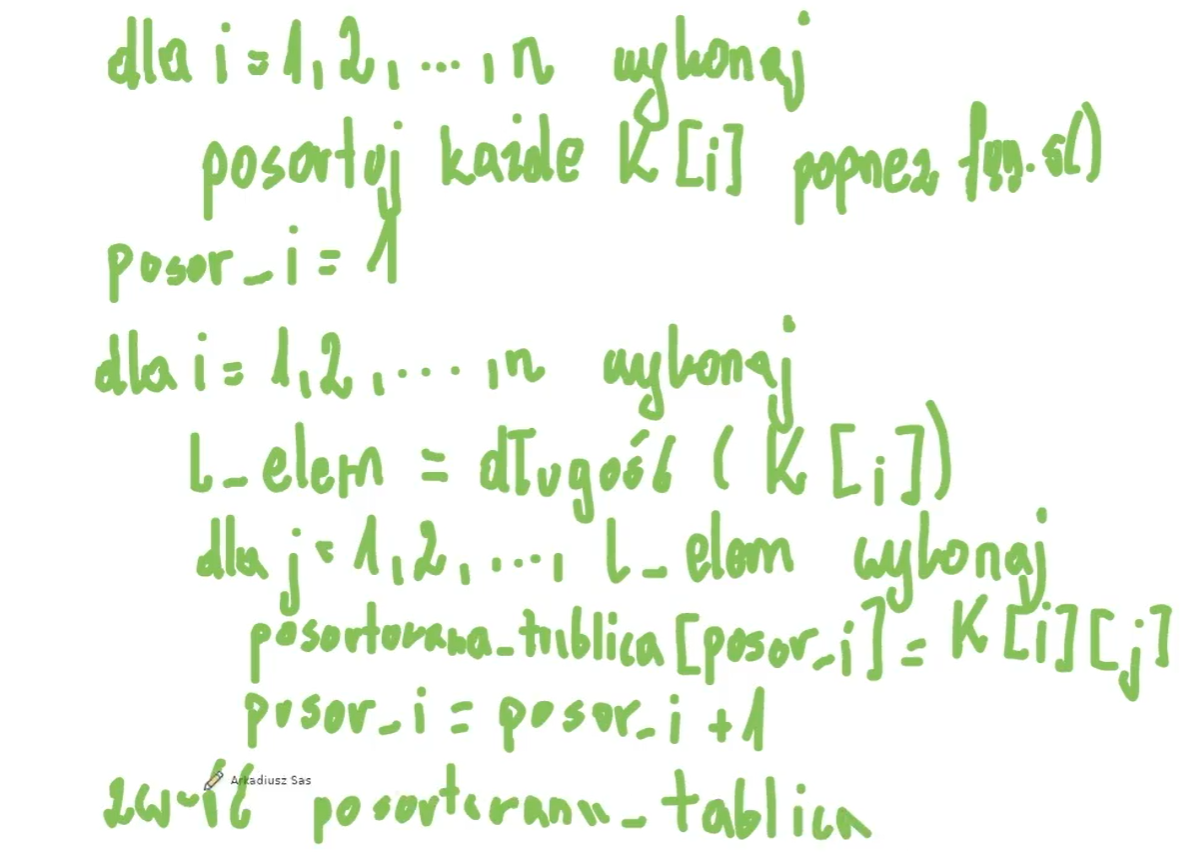 dla i = 1, 2, ..., n wykonaj
posortuj każde K[i] poprzez s()
posor_i = 1
dla i = 1, 2, ..., n wykonaj
l_elem = długość (K[i])
dla j = 1, 2, ..., l_elem wykonaj
posortowana_tablica[posor_i] = K[i][j]
posor_i = posor_i + 1
Arkadiusz Sas
zwróć posortowana_tablica